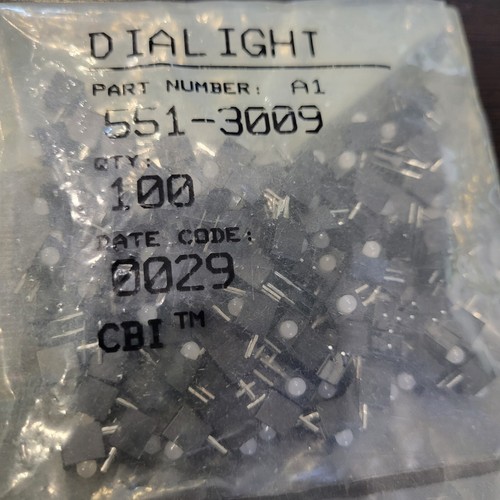 DIALIGHT
PART NUMBER: A1
551-3009
QTY:
100
DATE CODE:
0029
CBI™